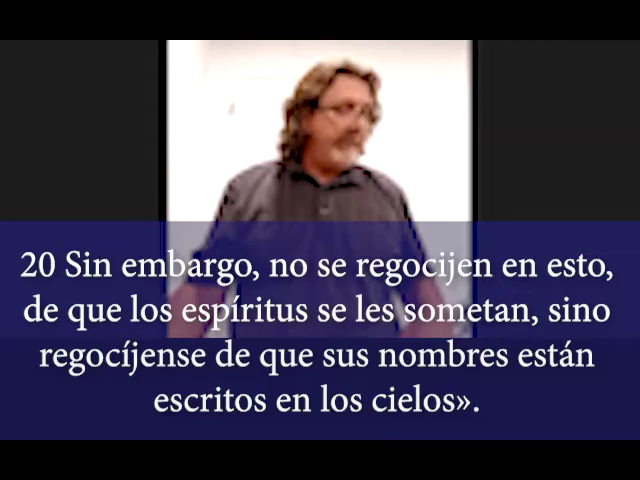 20 Sin embargo, no se regocijen en esto,
de que los espíritus se les sometan, sino
regocíjense de que sus nombres están
escritos en los cielos».